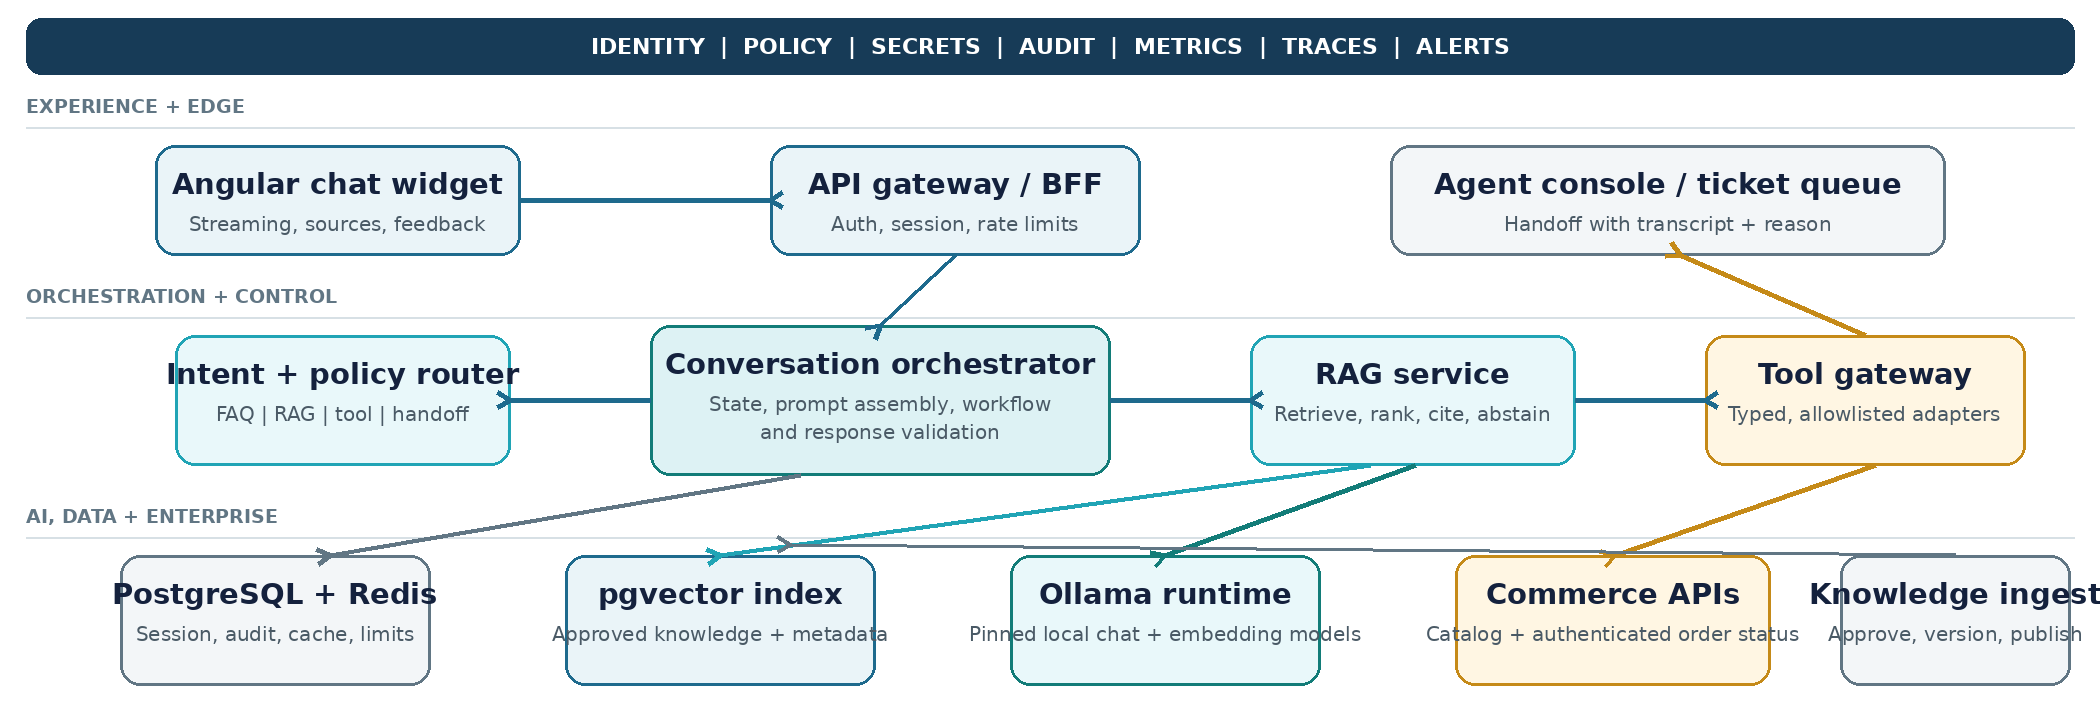 IDENTITY | POLICY | SECRETS | AUDIT | METRICS | TRACES | ALERTS
EXPERIENCE + EDGE
Angular chat widget
Streaming, sources, feedback
API gateway / BFF
Auth, session, rate limits
Agent console / ticket queue
Handoff with transcript + reason
ORCHESTRATION + CONTROL
Intent + policy router
FAQ | RAG | tool | handoff
Conversation orchestrator
State, prompt assembly, workflow
and response validation
RAG service
Retrieve, rank, cite, abstain
Tool gateway
Typed, allowlisted adapters
AI, DATA + ENTERPRISE
PostgreSQL + Redis
Session, audit, cache, limits
pgvector index
Approved knowledge + metadata
Ollama runtime
Pinned local chat + embedding models
Commerce APIs
Catalog + authenticated order status
Knowledge ingest
Approve, version, publish